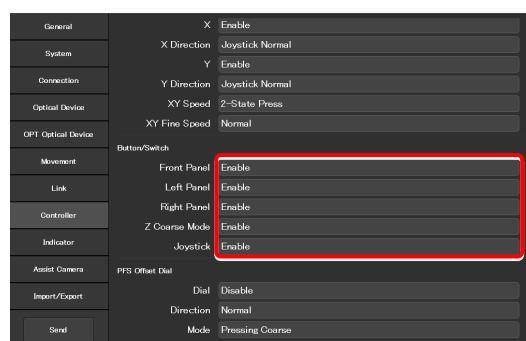 General
System
Connection
Optical Device
OPT Optical Device
Movement
Link
Controller
Indicator
Assist Camera
Import/Export
Send
X Enable
X Direction Joystick Normal
Y Enable
Y Direction Joystick Normal
XY Speed 2-State Press
XY Fine Speed Normal
Button/Switch
Front Panel Enable
Left Panel Enable
Right Panel Enable
Z Coarse Mode Enable
Joystick Enable
PFS Offset Dial
Dial Disable
Direction Normal
Mode Pressing Coarse